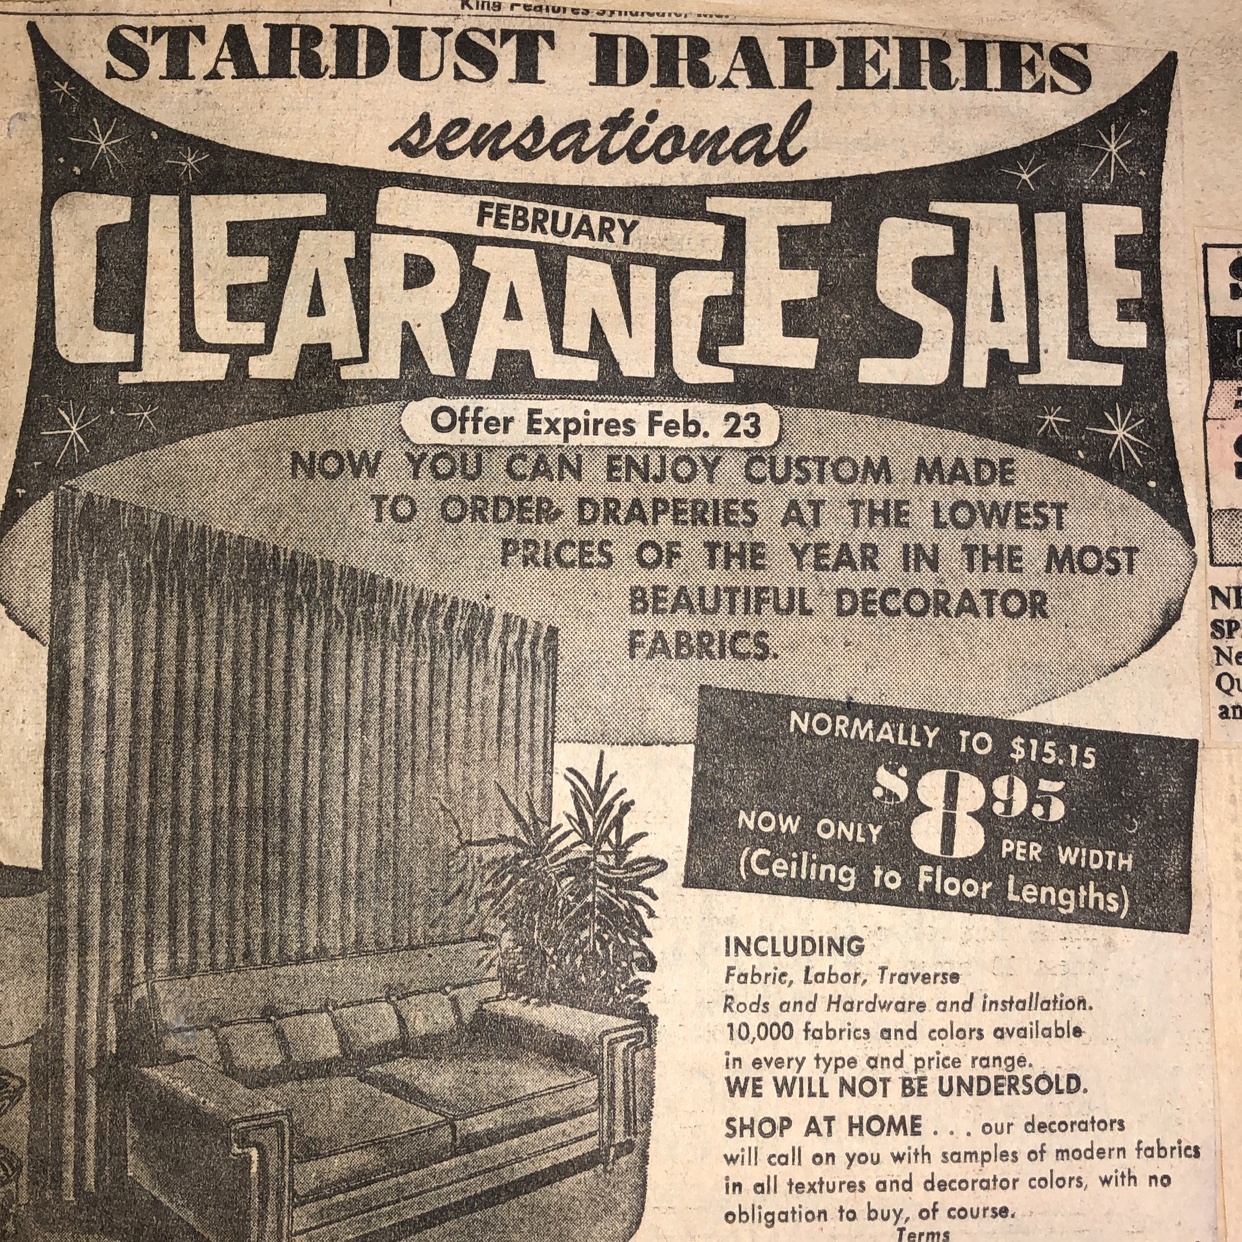 King Features Syndicate, Inc.
STARDUST DRAPERIES
sensational
FEBRUARY
CLEARANCE SALE
Offer Expires Feb. 23
NOW YOU CAN ENJOY CUSTOM MADE
TO ORDER DRAPERIES AT THE LOWEST
PRICES OF THE YEAR IN THE MOST
BEAUTIFUL DECORATOR
FABRICS.
NORMALLY TO $15.15
NOW ONLY $8.95 PER WIDTH
(Ceiling to Floor Lengths)
INCLUDING
Fabric, Labor, Traverse
Rods and Hardware and installation.
10,000 fabrics and colors available
in every type and price range.
WE WILL NOT BE UNDERSOLD.
SHOP AT HOME . . . our decorators
will call on you with samples of modern fabrics
in all textures and decorator colors, with no
obligation to buy, of course.
Terms